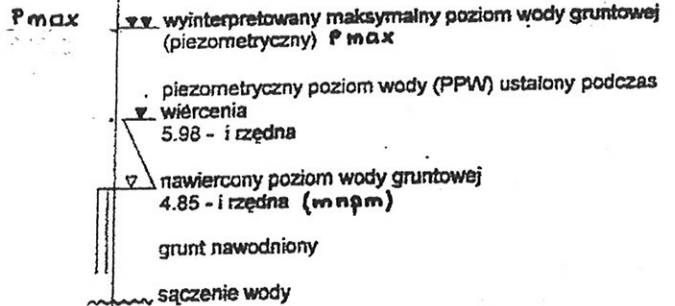 Pmax
wyinterpretowany maksymalny poziom wody gruntowej
(piezometryczny) Pmax
piezometryczny poziom wody (PPW) ustalony podczas
wiercenia
5.98 - i rzędna
nawiercony poziom wody gruntowej
4.85 - i rzędna (mnpm)
grunt nawodniony
sączenie wody